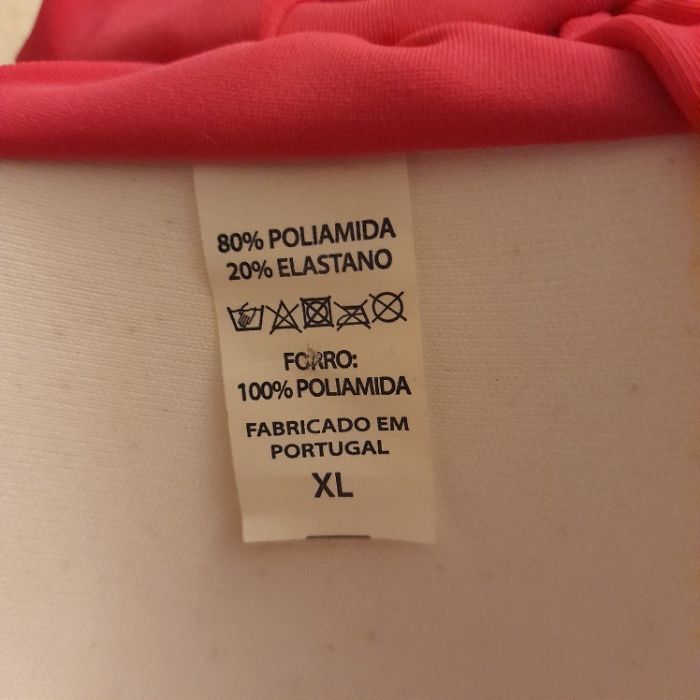 80% POLIAMIDA
20% ELASTANO
FORRO:
100% POLIAMIDA
FABRICADO EM
PORTUGAL
XL